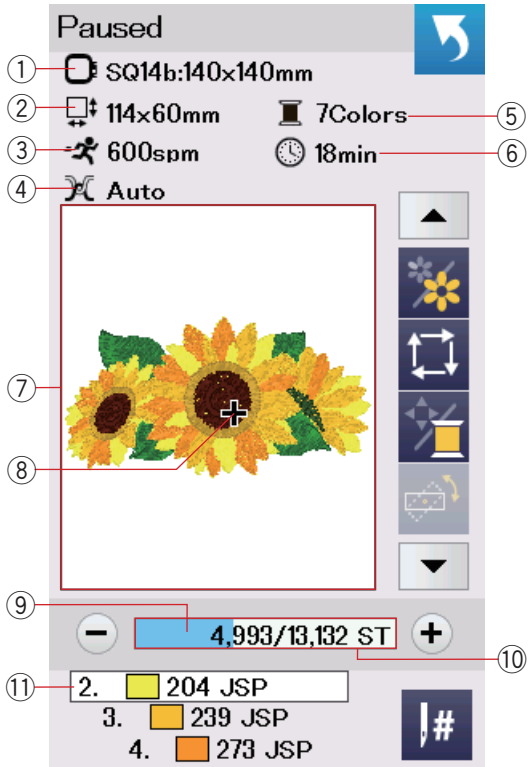 Paused
① SQ14b:140x140mm
② 114x60mm 7Colors ⑤
③ 600spm 18min ⑥
④ Auto
⑦
⑧
⑨ 4,993/13,132 ST
⑩
⑪ 2. 204 JSP
3. 239 JSP
4. 273 JSP
#